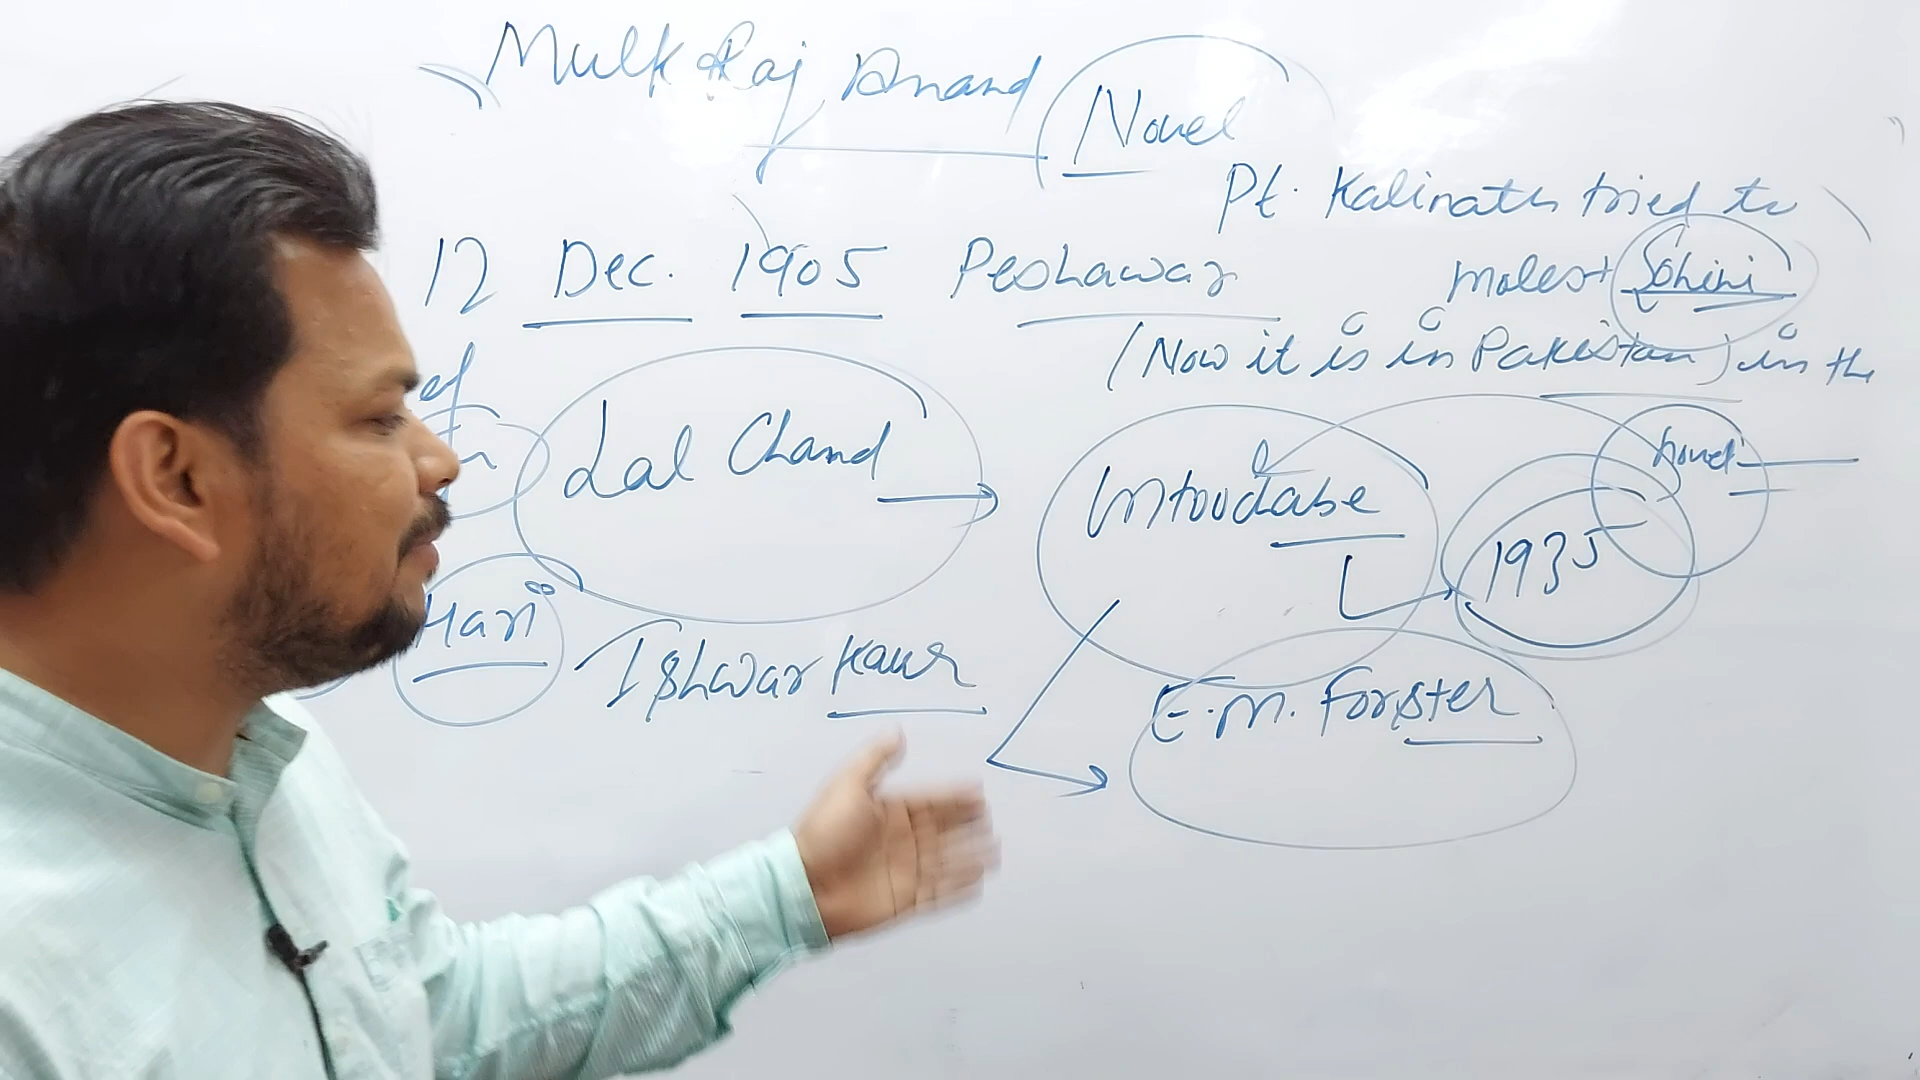 Mulk Raj Anand
Novel
Pt. Kalinath tried to
molest Sohini
12 Dec. 1905 Peshawar
(Now it is in Pakistan) in the
novel
of
Lal Chand
Untouchable
1935
Hari
Ishwar Kaur
E.M. Forster